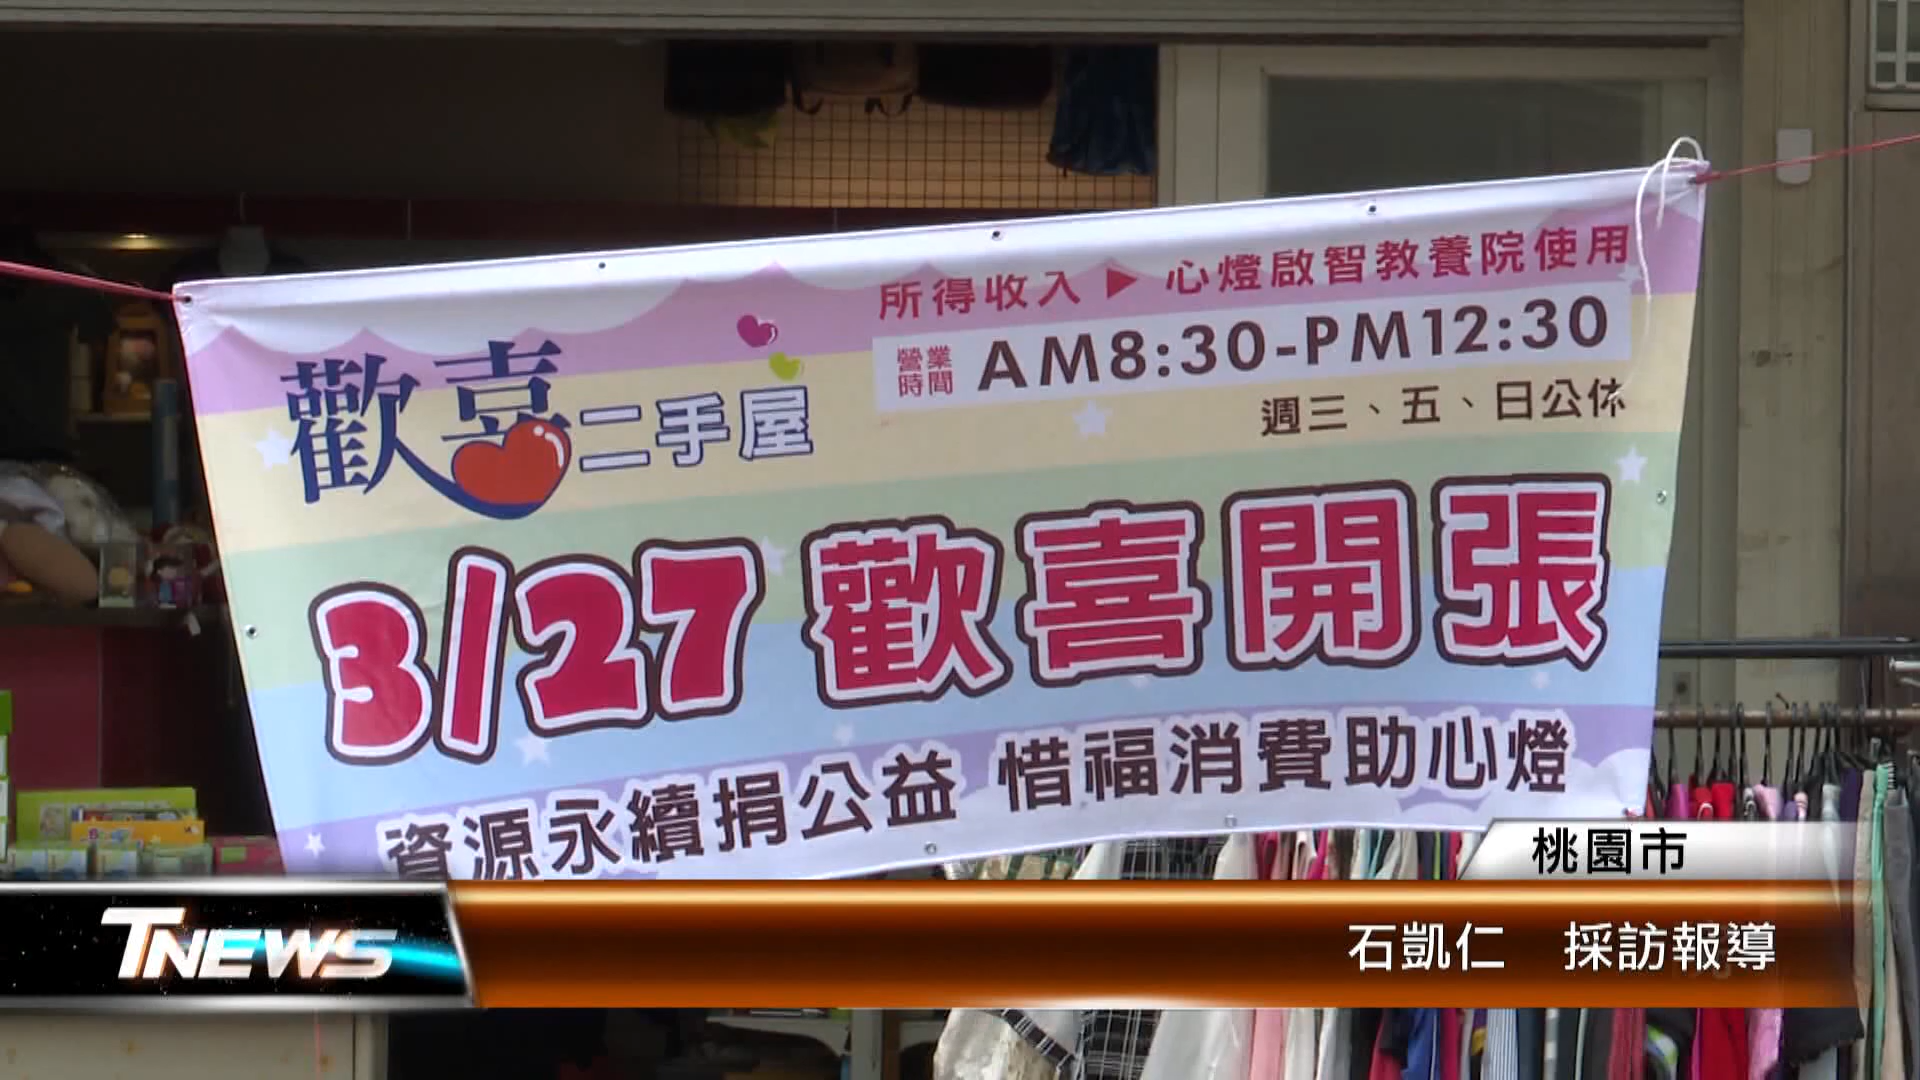 所得收入▶心燈啟智教養院使用
營業時間 AM8:30-PM12:30
週三、五、日公休
歡喜二手屋
3/27 歡喜開張
資源永續捐公益 惜福消費助心燈
桃園市
TNEWS
石凱仁 採訪報導